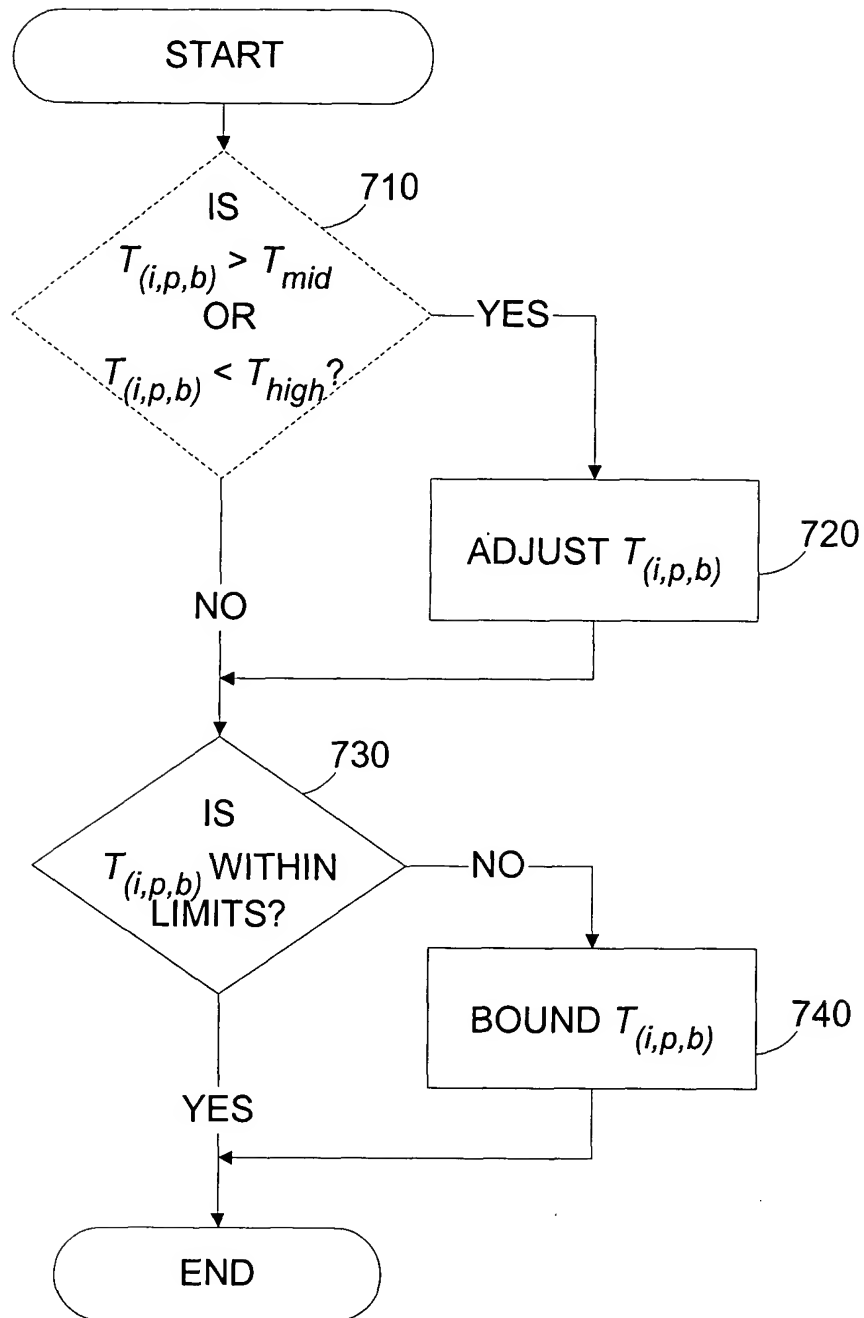 START
710
IS
T(i,p,b) > Tmid
OR
T(i,p,b) < Thigh?
YES
ADJUST T(i,p,b)
720
NO
730
IS
T(i,p,b) WITHIN
LIMITS?
NO
BOUND T(i,p,b)
740
YES
END